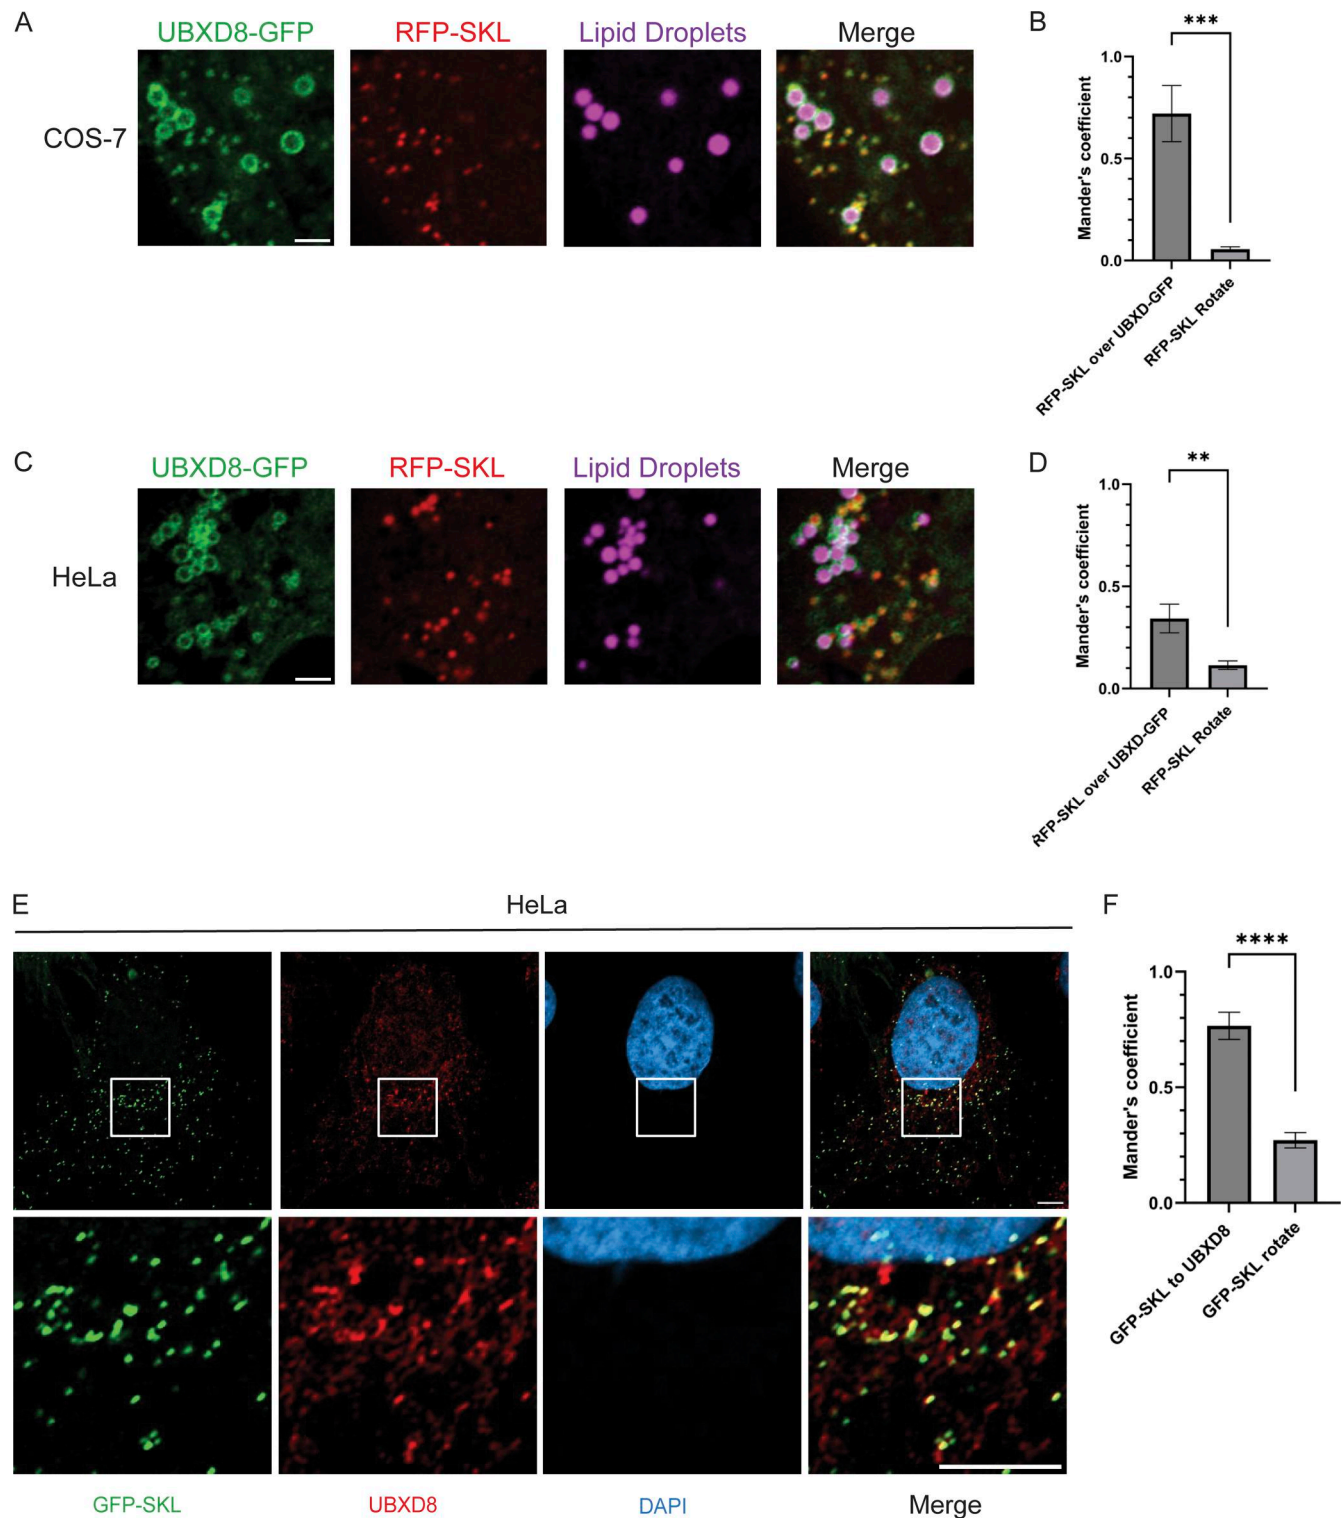 A
UBXD8-GFP
RFP-SKL
Lipid Droplets
Merge
COS-7
B
***
1.0
0.5
0.0
Mander's coefficient
RFP-SKL over UBXD-GFP
RFP-SKL Rotate
C
UBXD8-GFP
RFP-SKL
Lipid Droplets
Merge
HeLa
D
**
1.0
0.5
0.0
Mander's coefficient
RFP-SKL over UBXD-GFP
RFP-SKL Rotate
E
HeLa
GFP-SKL
UBXD8
DAPI
Merge
F
****
1.0
0.5
0.0
Mander's coefficient
GFP-SKL to UBXD8
GFP-SKL rotate